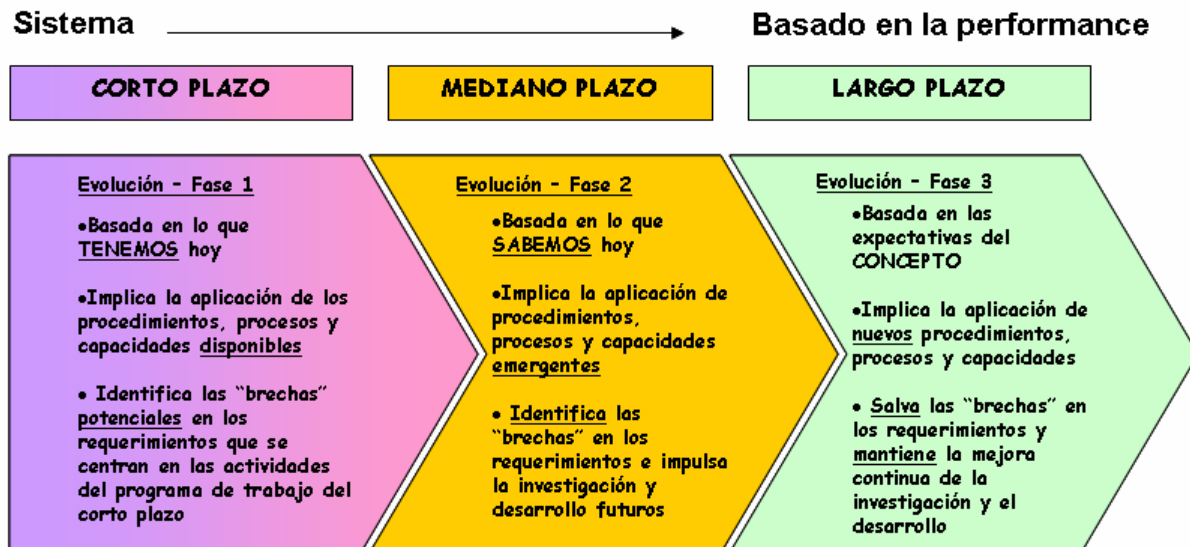 Sistema
Basado en la performance
CORTO PLAZO
MEDIANO PLAZO
LARGO PLAZO
Evolución - Fase 1
•Basada en lo que
TENEMOS hoy
•Implica la aplicación de los
procedimientos, procesos y
capacidades disponibles
• Identifica las “brechas”
potenciales en los
requerimientos que se
centran en las actividades
del programa de trabajo del
corto plazo
Evolución - Fase 2
•Basada en lo que
SABEMOS hoy
•Implica la aplicación de
procedimientos,
procesos y capacidades
emergentes
• Identifica las
“brechas” en los
requerimientos e impulsa
la investigación y
desarrollo futuros
Evolución - Fase 3
•Basada en las
expectativas del
CONCEPTO
•Implica la aplicación de
nuevos procedimientos,
procesos y capacidades
• Salva las “brechas” en
los requerimientos y
mantiene la mejora
continua de la
investigación y el
desarrollo